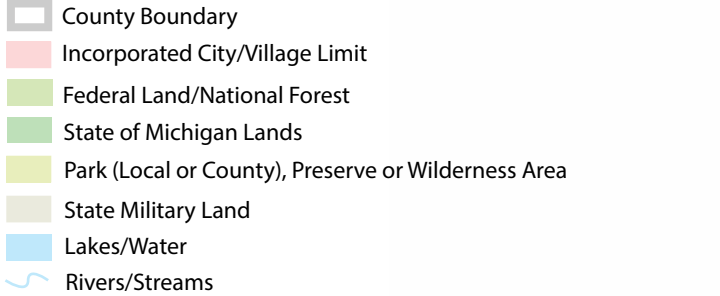 County Boundary
Incorporated City/Village Limit
Federal Land/National Forest
State of Michigan Lands
Park (Local or County), Preserve or Wilderness Area
State Military Land
Lakes/Water
Rivers/Streams